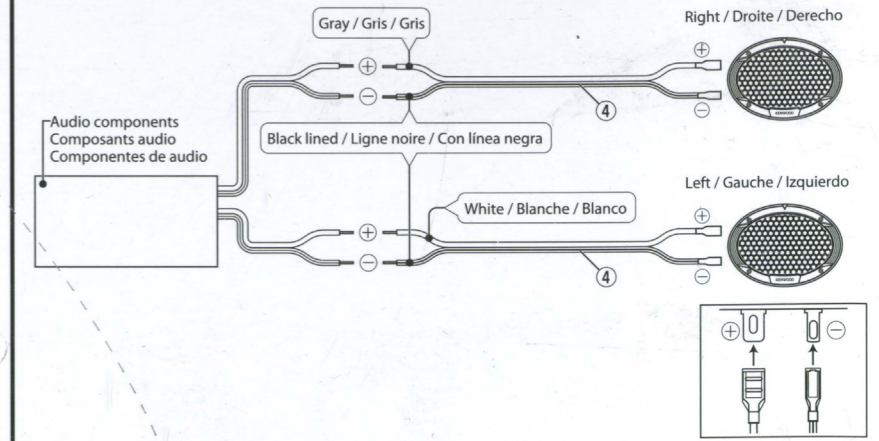 Gray / Gris / Gris
Right / Droite / Derecho
⊕
⊕
⊖
⊖
④
KENWOOD
Audio components
Composants audio
Componentes de audio
Black lined / Ligne noire / Con línea negra
Left / Gauche / Izquierdo
White / Blanche / Blanco
⊕
⊕
⊖
⊖
④
KENWOOD
⊕
⊖